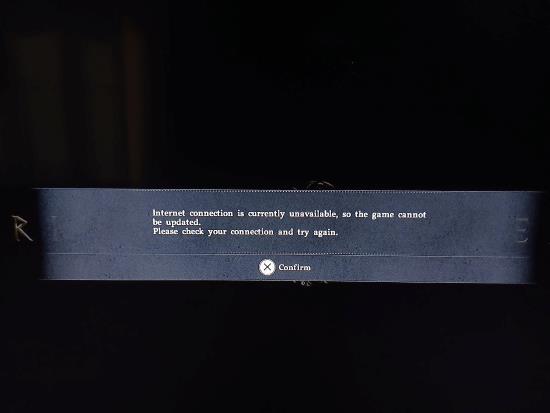 Internet connection is currently unavailable, so the game cannot
be updated.
Please check your connection and try again.
R
E
Confirm